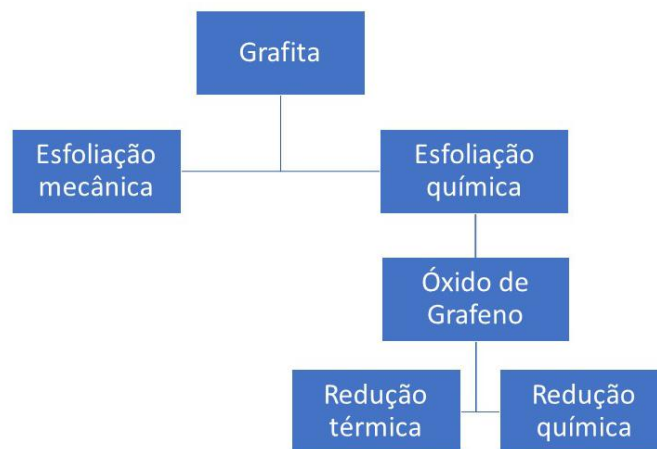 Grafita
Esfoliação
mecânica
Esfoliação
química
Óxido de
Grafeno
Redução
térmica
Redução
química